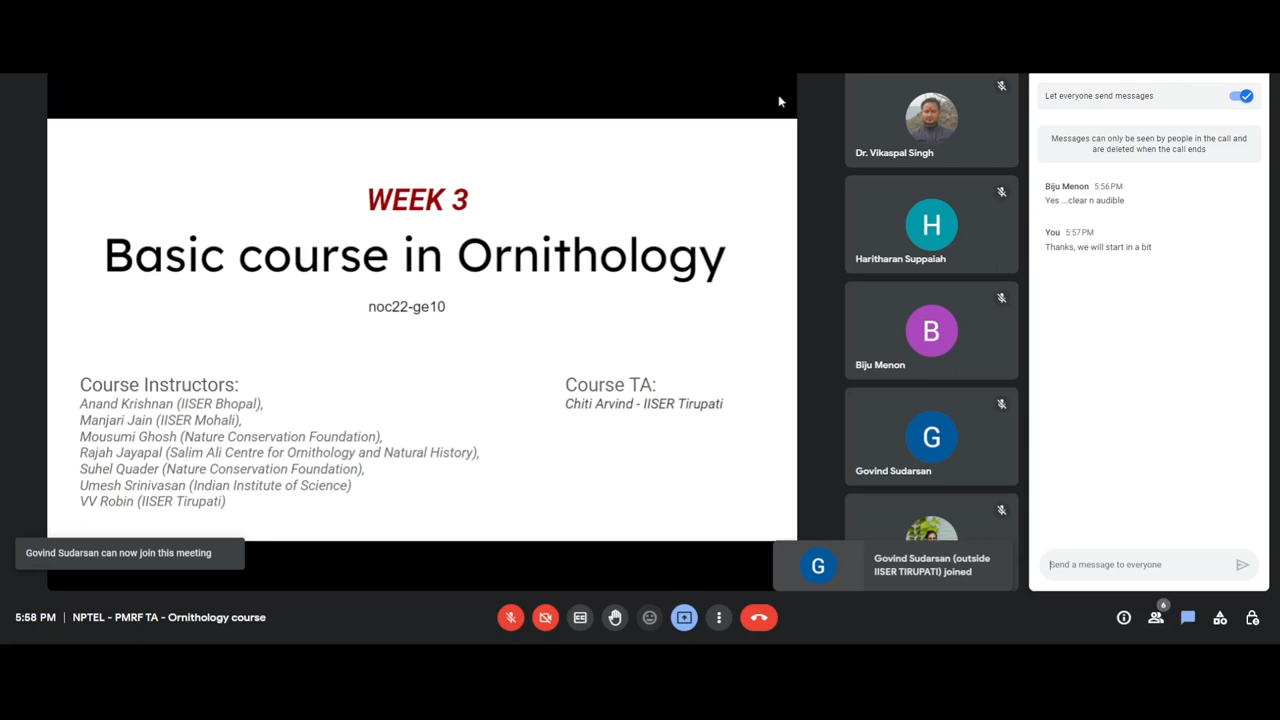 WEEK 3
Basic course in Ornithology
noc22-ge10
Course Instructors:
Anand Krishnan (IISER Bhopal),
Manjari Jain (IISER Mohali),
Mousumi Ghosh (Nature Conservation Foundation),
Rajah Jayapal (Salim Ali Centre for Ornithology and Natural History),
Suhel Quader (Nature Conservation Foundation),
Umesh Srinivasan (Indian Institute of Science)
VV Robin (IISER Tirupati)
Course TA:
Chiti Arvind - IISER Tirupati
Govind Sudarsan can now join this meeting
Dr. Vikaspal Singh
H
Haritharan Suppaiah
B
Biju Menon
G
Govind Sudarsan
G
Govind Sudarsan (outside
IISER TIRUPATI) joined
Let everyone send messages
Messages can only be seen by people in the call and
are deleted when the call ends
Biju Menon 5:56 PM
Yes ...clear n audible
You 5:57 PM
Thanks, we will start in a bit
Send a message to everyone
5:58 PM | NPTEL - PMRF TA - Ornithology course
CC
6